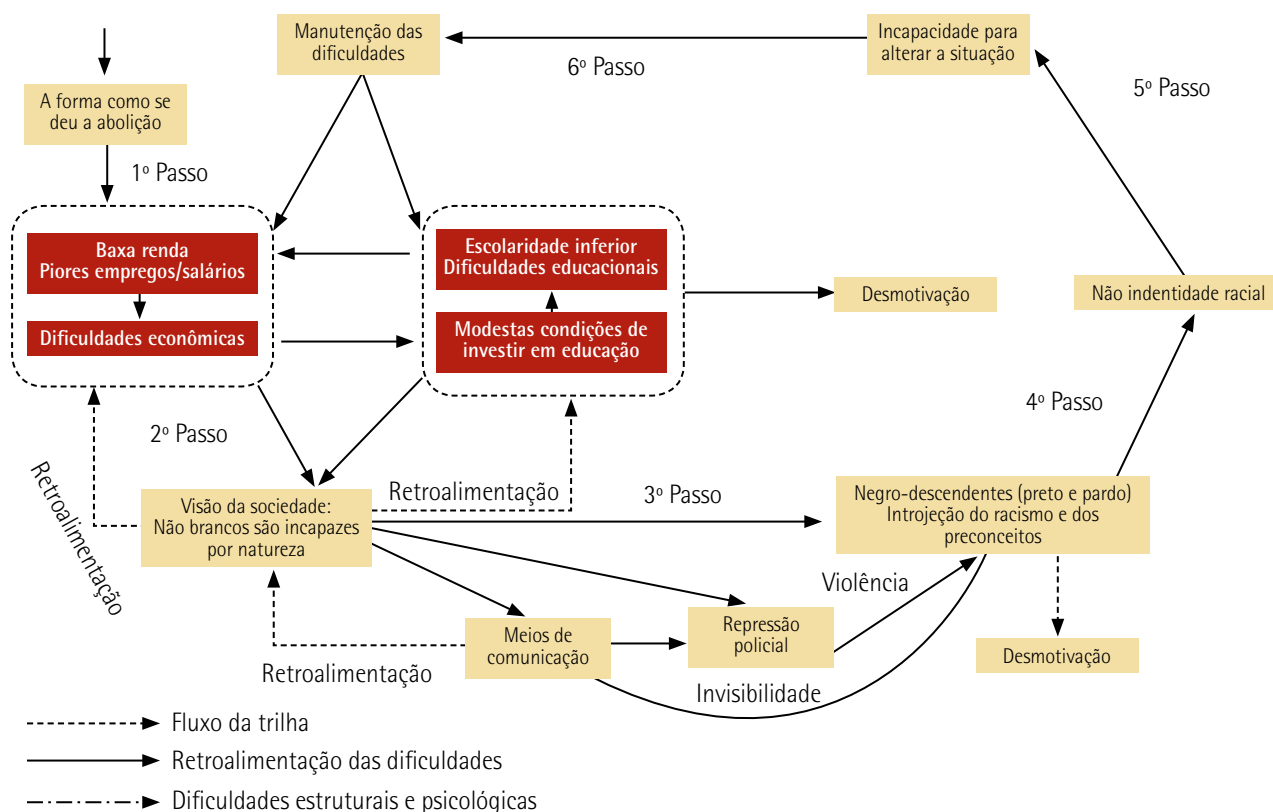 Manutenção das
dificuldades
Incapacidade para
alterar a situação
6º Passo
5º Passo
A forma como se
deu a abolição
1º Passo
Baxa renda
Piores empregos/salários
Dificuldades econômicas
Escolaridade inferior
Dificuldades educacionais
Modestas condições de
investir em educação
Desmotivação
Não indentidade racial
4º Passo
2º Passo
Retroalimentação
Visão da sociedade:
Não brancos são incapazes
por natureza
Retroalimentação
3º Passo
Negro-descendentes (preto e pardo)
Introjeção do racismo e dos
preconceitos
Violência
Meios de
comunicação
Repressão
policial
Desmotivação
Retroalimentação
Invisibilidade
Fluxo da trilha
Retroalimentação das dificuldades
Dificuldades estruturais e psicológicas